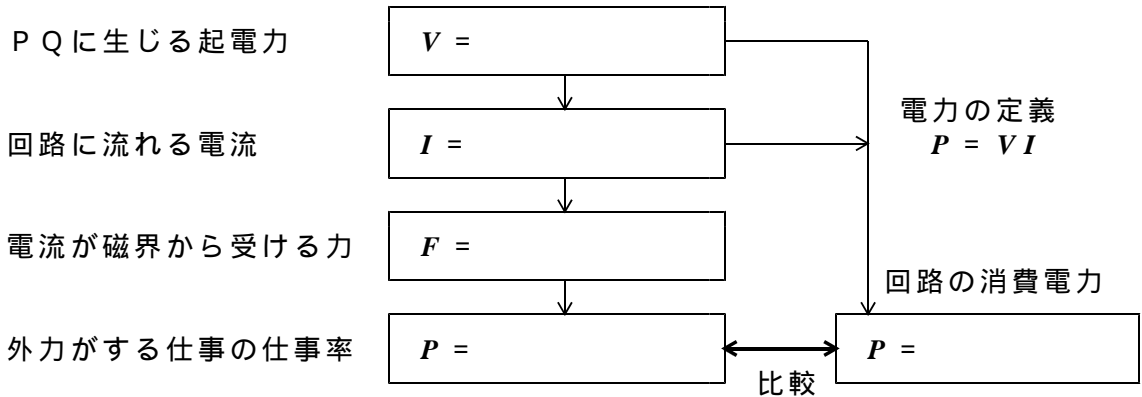 ＰＱに生じる起電力
V =
回路に流れる電流
I =
電力の定義
P = V I
電流が磁界から受ける力
F =
回路の消費電力
外力がする仕事の仕事率
P =
P =
比較